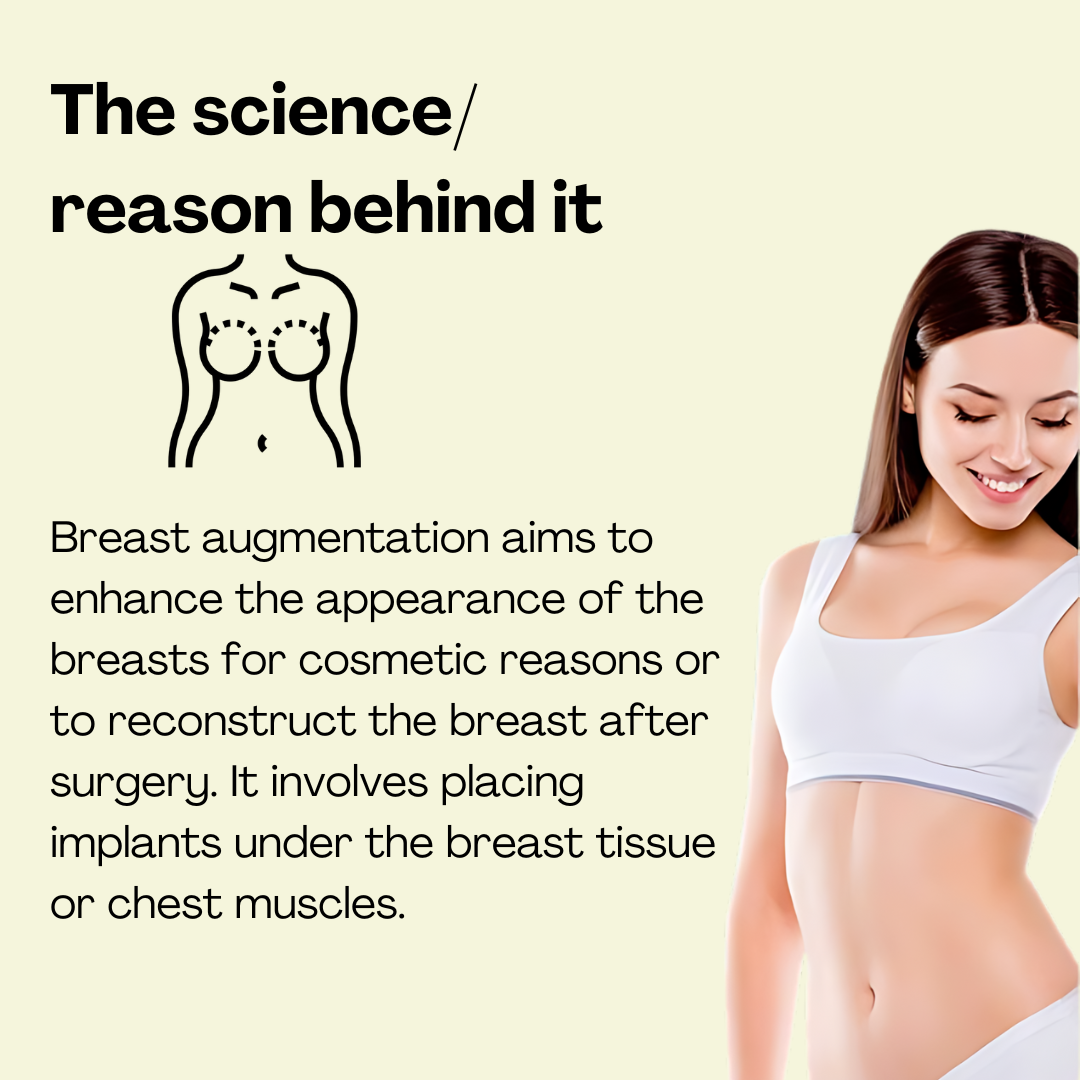 The science/
reason behind it
Breast augmentation aims to
enhance the appearance of the
breasts for cosmetic reasons or
to reconstruct the breast after
surgery. It involves placing
implants under the breast tissue
or chest muscles.